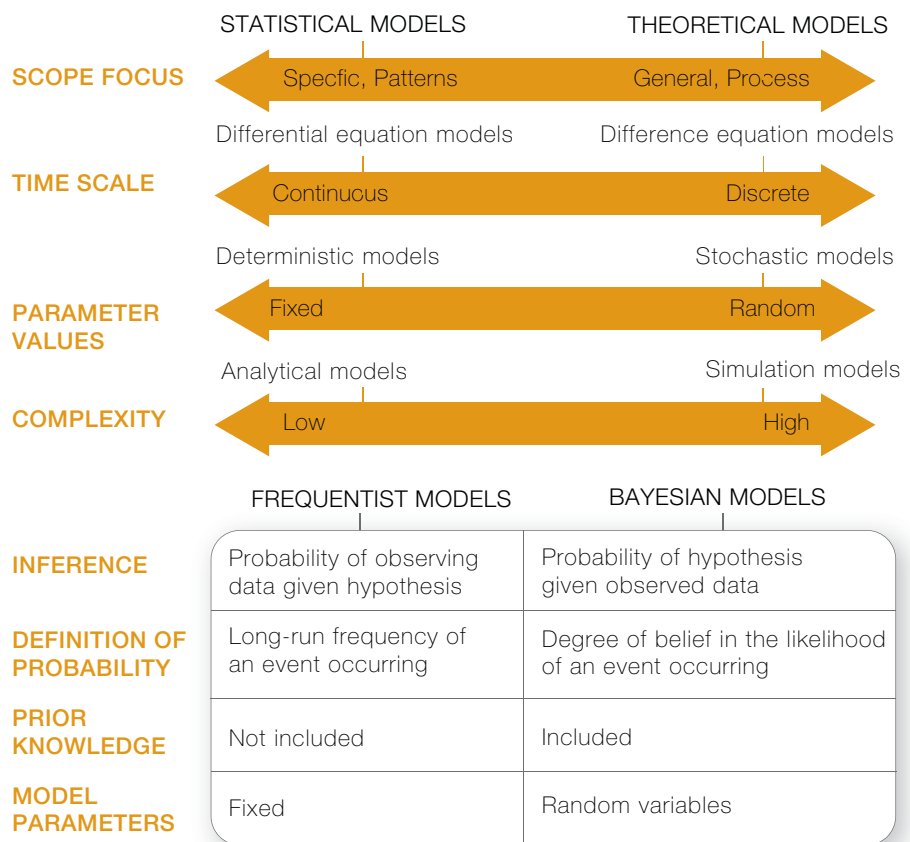 STATISTICAL MODELS THEORETICAL MODELS
SCOPE FOCUS Specfic, Patterns General, Process
Differential equation models Difference equation models
TIME SCALE Continucus Discrete
Deterministic models Stochastic models
PARAMETER
VALUES
Fixed Random
Analytical models Simulation models
COMPLEXITY Low High
FREQUENTIST MODELS BAYESIAN MODELS
INFERENCE
Probability of observing
data given hypothesis
Probability of hypothesis
given observed data
DEFINITION OF
PROBABILITY
Long-run frequency of
an event occurring
Degree of belief in the likelihood
of an event occurring
PRIOR
KNOWLEDGE
Not included
Included
MODEL
PARAMETERS
Fixed
Random variables